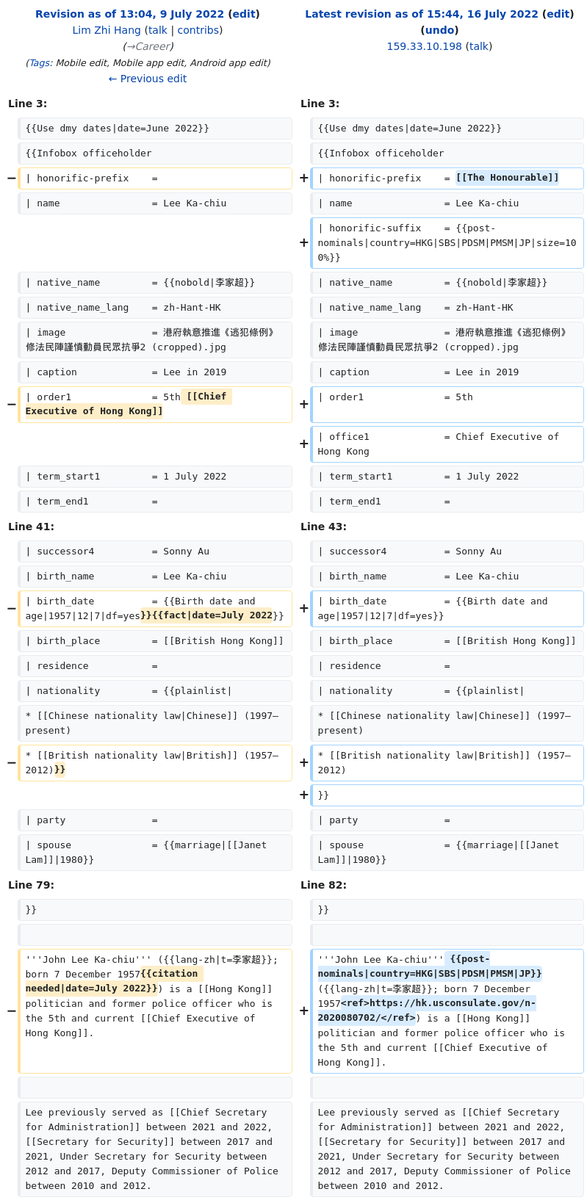 Revision as of 13:04, 9 July 2022 (edit)
Lim Zhi Hang (talk | contribs)
(→Career)
(Tags: Mobile edit, Mobile app edit, Android app edit)
← Previous edit
Latest revision as of 15:44, 16 July 2022 (edit)
(undo)
159.33.10.198 (talk)
Line 3:
Line 3:
{{Use dmy dates|date=June 2022}}
{{Use dmy dates|date=June 2022}}
{{Infobox officeholder
{{Infobox officeholder
− | honorific-prefix    =
+ | honorific-prefix    = [[The Honourable]]
| name                = Lee Ka-chiu
| name                = Lee Ka-chiu
+ | honorific-suffix    = {{post-
nominals|country=HKG|SBS|PDSM|PMSM|JP|size=10
0%}}
| native_name         = {{nobold|李家超}}
| native_name         = {{nobold|李家超}}
| native_name_lang    = zh-Hant-HK
| native_name_lang    = zh-Hant-HK
| image               = 港府執意推進《逃犯條例》
修法民陣謹慎動員民眾抗爭2 (cropped).jpg
| image               = 港府執意推進《逃犯條例》
修法民陣謹慎動員民眾抗爭2 (cropped).jpg
| caption             = Lee in 2019
| caption             = Lee in 2019
− | order1              = 5th [[Chief
Executive of Hong Kong]]
+ | order1              = 5th
+ | office1             = Chief Executive of
Hong Kong
| term_start1         = 1 July 2022
| term_start1         = 1 July 2022
| term_end1           =
| term_end1           =
Line 41:
Line 43:
| successor4          = Sonny Au
| successor4          = Sonny Au
| birth_name          = Lee Ka-chiu
| birth_name          = Lee Ka-chiu
− | birth_date          = {{Birth date and
age|1957|12|7|df=yes}}{{fact|date=July 2022}}
+ | birth_date          = {{Birth date and
age|1957|12|7|df=yes}}
| birth_place         = [[British Hong Kong]]
| birth_place         = [[British Hong Kong]]
| residence           =
| residence           =
| nationality         = {{plainlist|
| nationality         = {{plainlist|
* [[Chinese nationality law|Chinese]] (1997–
present)
* [[Chinese nationality law|Chinese]] (1997–
present)
− * [[British nationality law|British]] (1957–
2012)}}
+ * [[British nationality law|British]] (1957–
2012)
+ }}
| party               =
| party               =
| spouse              = {{marriage|[[Janet
Lam]]|1980}}
| spouse              = {{marriage|[[Janet
Lam]]|1980}}
Line 79:
Line 82:
}}
}}
− '''John Lee Ka-chiu''' ({{lang-zh|t=李家超}};
born 7 December 1957{{citation
needed|date=July 2022}}) is a [[Hong Kong]]
politician and former police officer who is
the 5th and current [[Chief Executive of
Hong Kong]].
+ '''John Lee Ka-chiu''' {{post-
nominals|country=HKG|SBS|PDSM|PMSM|JP}}
({{lang-zh|t=李家超}}; born 7 December
1957<ref>https://hk.usconsulate.gov/n-
2020080702/</ref>) is a [[Hong Kong]]
politician and former police officer who is
the 5th and current [[Chief Executive of
Hong Kong]].
Lee previously served as [[Chief Secretary
for Administration]] between 2021 and 2022,
[[Secretary for Security]] between 2017 and
2021, Under Secretary for Security between
2012 and 2017, Deputy Commissioner of Police
between 2010 and 2012.
Lee previously served as [[Chief Secretary
for Administration]] between 2021 and 2022,
[[Secretary for Security]] between 2017 and
2021, Under Secretary for Security between
2012 and 2017, Deputy Commissioner of Police
between 2010 and 2012.